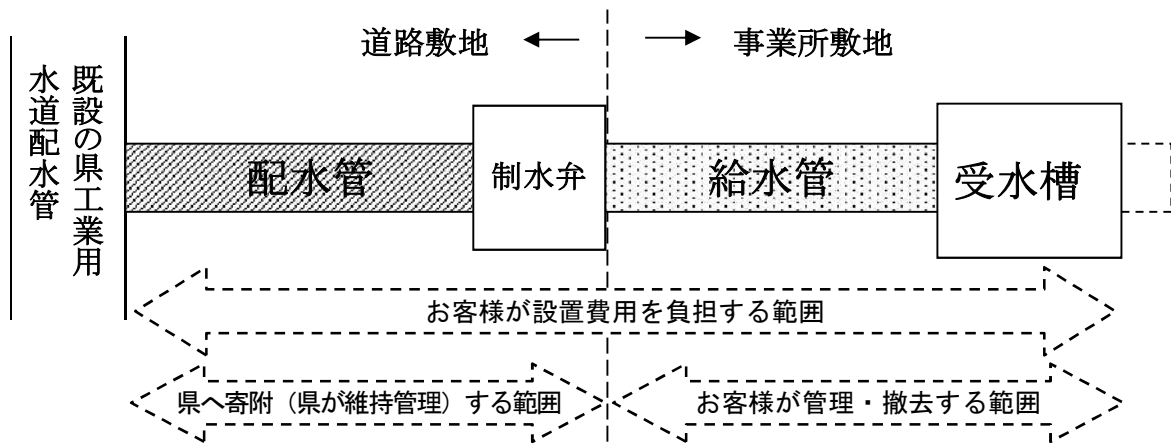 道路敷地 ← → 事業所敷地
既設の県工業用
水道配水管
配水管
制水弁
給水管
受水槽
お客様が設置費用を負担する範囲
県へ寄附（県が維持管理）する範囲
お客様が管理・撤去する範囲